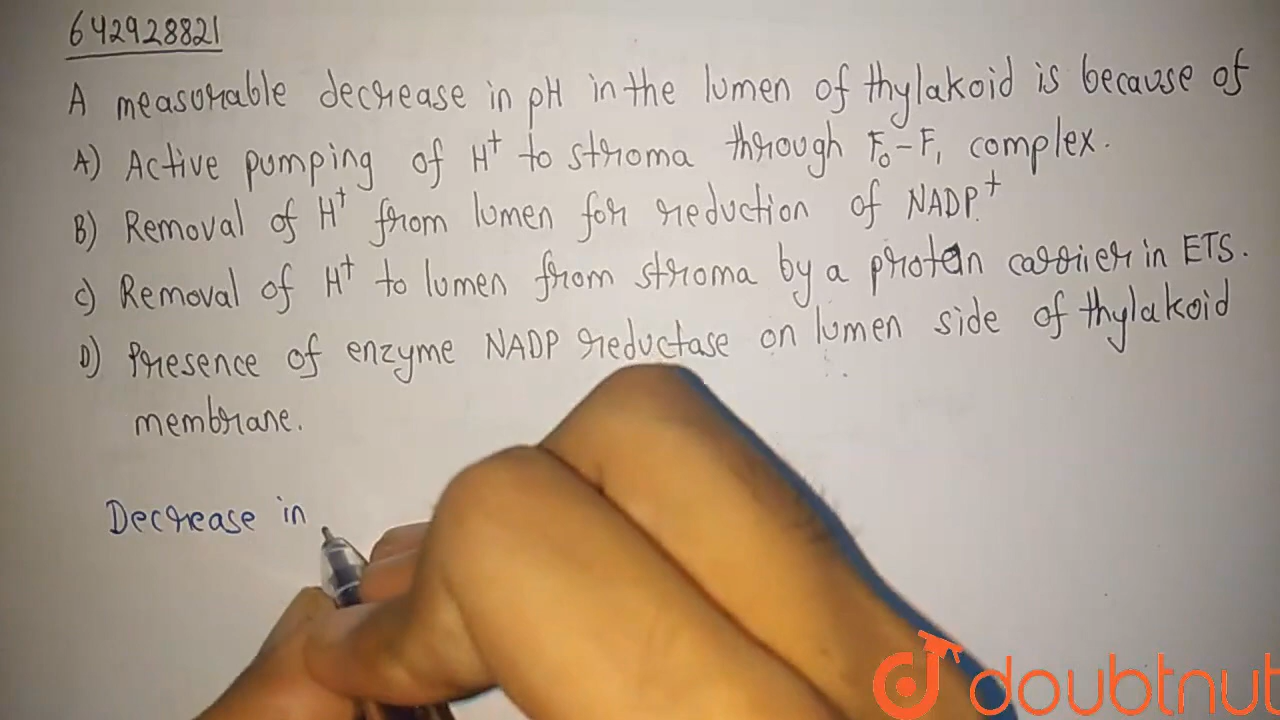 642928821
A measurable decrease in pH in the lumen of thylakoid is because of
A) Active pumping of H⁺ to stroma through F₀-F₁ complex.
B) Removal of H⁺ from lumen for reduction of NADP⁺.
C) Removal of H⁺ to lumen from stroma by a protein carrier in ETS.
D) Presence of enzyme NADP reductase on lumen side of thylakoid
membrane.
Decrease in
doubtnut